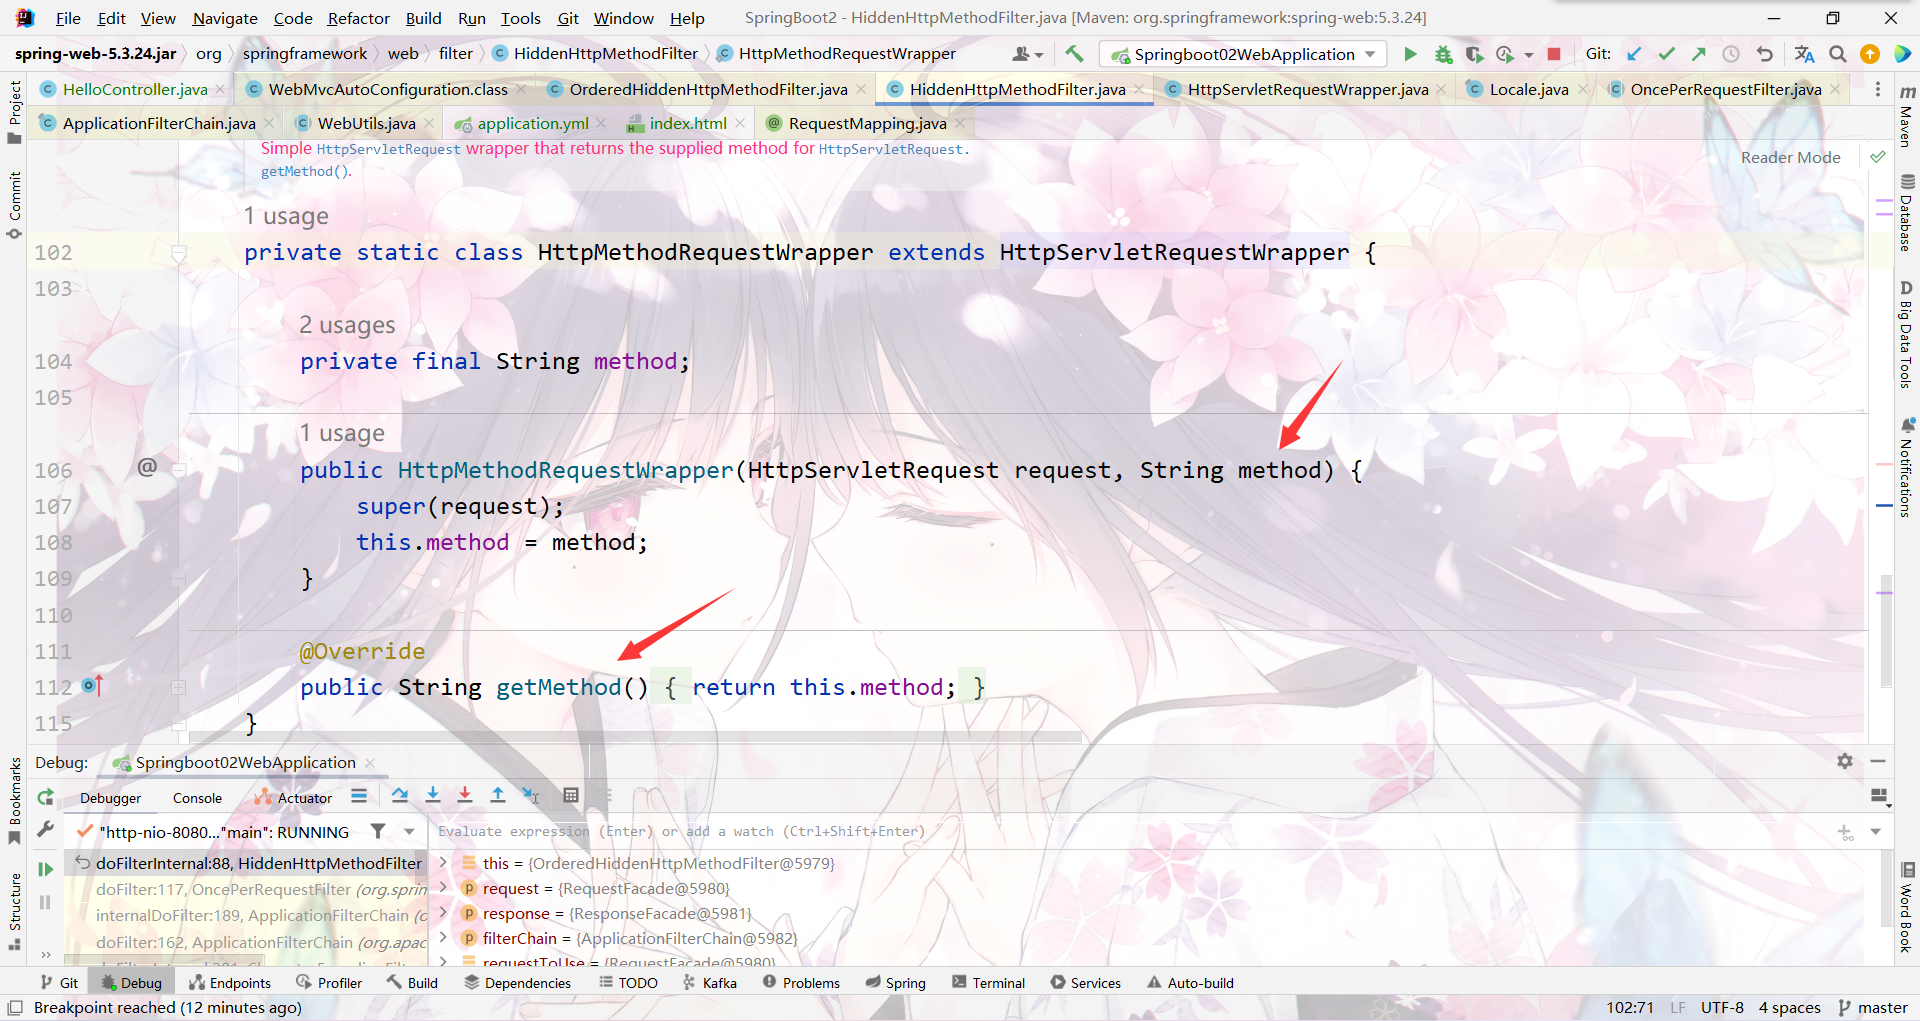 File Edit View Navigate Code Refactor Build Run Tools Git Window Help SpringBoot2 - HiddenHttpMethodFilter.java [Maven: org.springframework:spring-web:5.3.24]
spring-web-5.3.24.jar org springframework web filter HiddenHttpMethodFilter HttpMethodRequestWrapper Springboot02WebApplication Git:
HelloController.java WebMvcAutoConfiguration.class OrderedHiddenHttpMethodFilter.java HiddenHttpMethodFilter.java HttpServletRequestWrapper.java Locale.java OncePerRequestFilter.java
ApplicationFilterChain.java WebUtils.java application.yml index.html RequestMapping.java
Project
Commit
Bookmarks
Structure
Simple HttpServletRequest wrapper that returns the supplied method for HttpServletRequest.
getMethod().
Reader Mode
1 usage
102 private static class HttpMethodRequestWrapper extends HttpServletRequestWrapper {
103
2 usages
104 private final String method;
105
1 usage
106 @ public HttpMethodRequestWrapper(HttpServletRequest request, String method) {
107 super(request);
108 this.method = method;
109 }
110
111 @Override
112 public String getMethod() { return this.method; }
115 }
Maven
Database
Big Data Tools
Notifications
Word Book
Debug: Springboot02WebApplication
Debugger Console Actuator
"http-nio-8080..."main": RUNNING
Evaluate expression (Enter) or add a watch (Ctrl+Shift+Enter)
doFilterInternal:88, HiddenHttpMethodFilter
doFilter:117, OncePerRequestFilter (org.sprin
internalDoFilter:189, ApplicationFilterChain (o
doFilter:162, ApplicationFilterChain (org.apac
this = {OrderedHiddenHttpMethodFilter@5979}
request = {RequestFacade@5980}
response = {ResponseFacade@5981}
filterChain = {ApplicationFilterChain@5982}
requestToUse = {RequestFacade@5980}
Git Debug Endpoints Profiler Build Dependencies TODO Kafka Problems Spring Terminal Services Auto-build
Breakpoint reached (12 minutes ago) 102:71 LF UTF-8 4 spaces master